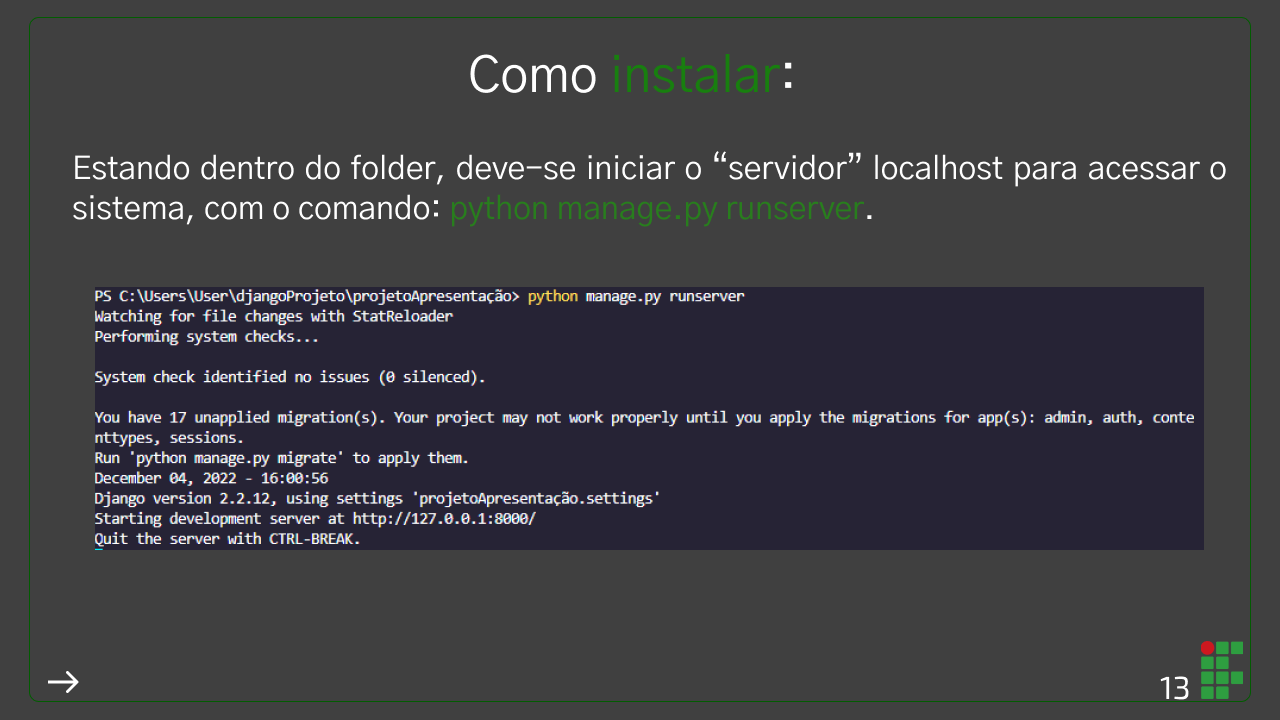 Como instalar:
Estando dentro do folder, deve-se iniciar o “servidor” localhost para acessar o
sistema, com o comando: python manage.py runserver.
PS C:\Users\User\djangoProjeto\projetoApresentação> python manage.py runserver
Watching for file changes with StatReloader
Performing system checks...
System check identified no issues (0 silenced).
You have 17 unapplied migration(s). Your project may not work properly until you apply the migrations for app(s): admin, auth, conte
nttypes, sessions.
Run 'python manage.py migrate' to apply them.
December 04, 2022 - 16:00:56
Django version 2.2.12, using settings 'projetoApresentação.settings'
Starting development server at http://127.0.0.1:8000/
Quit the server with CTRL-BREAK.
13